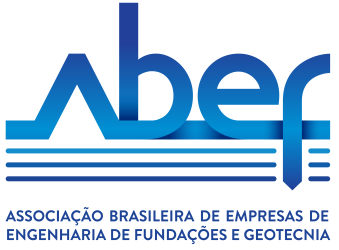 abef
ASSOCIAÇÃO BRASILEIRA DE EMPRESAS DE
ENGENHARIA DE FUNDAÇÕES E GEOTECNIA